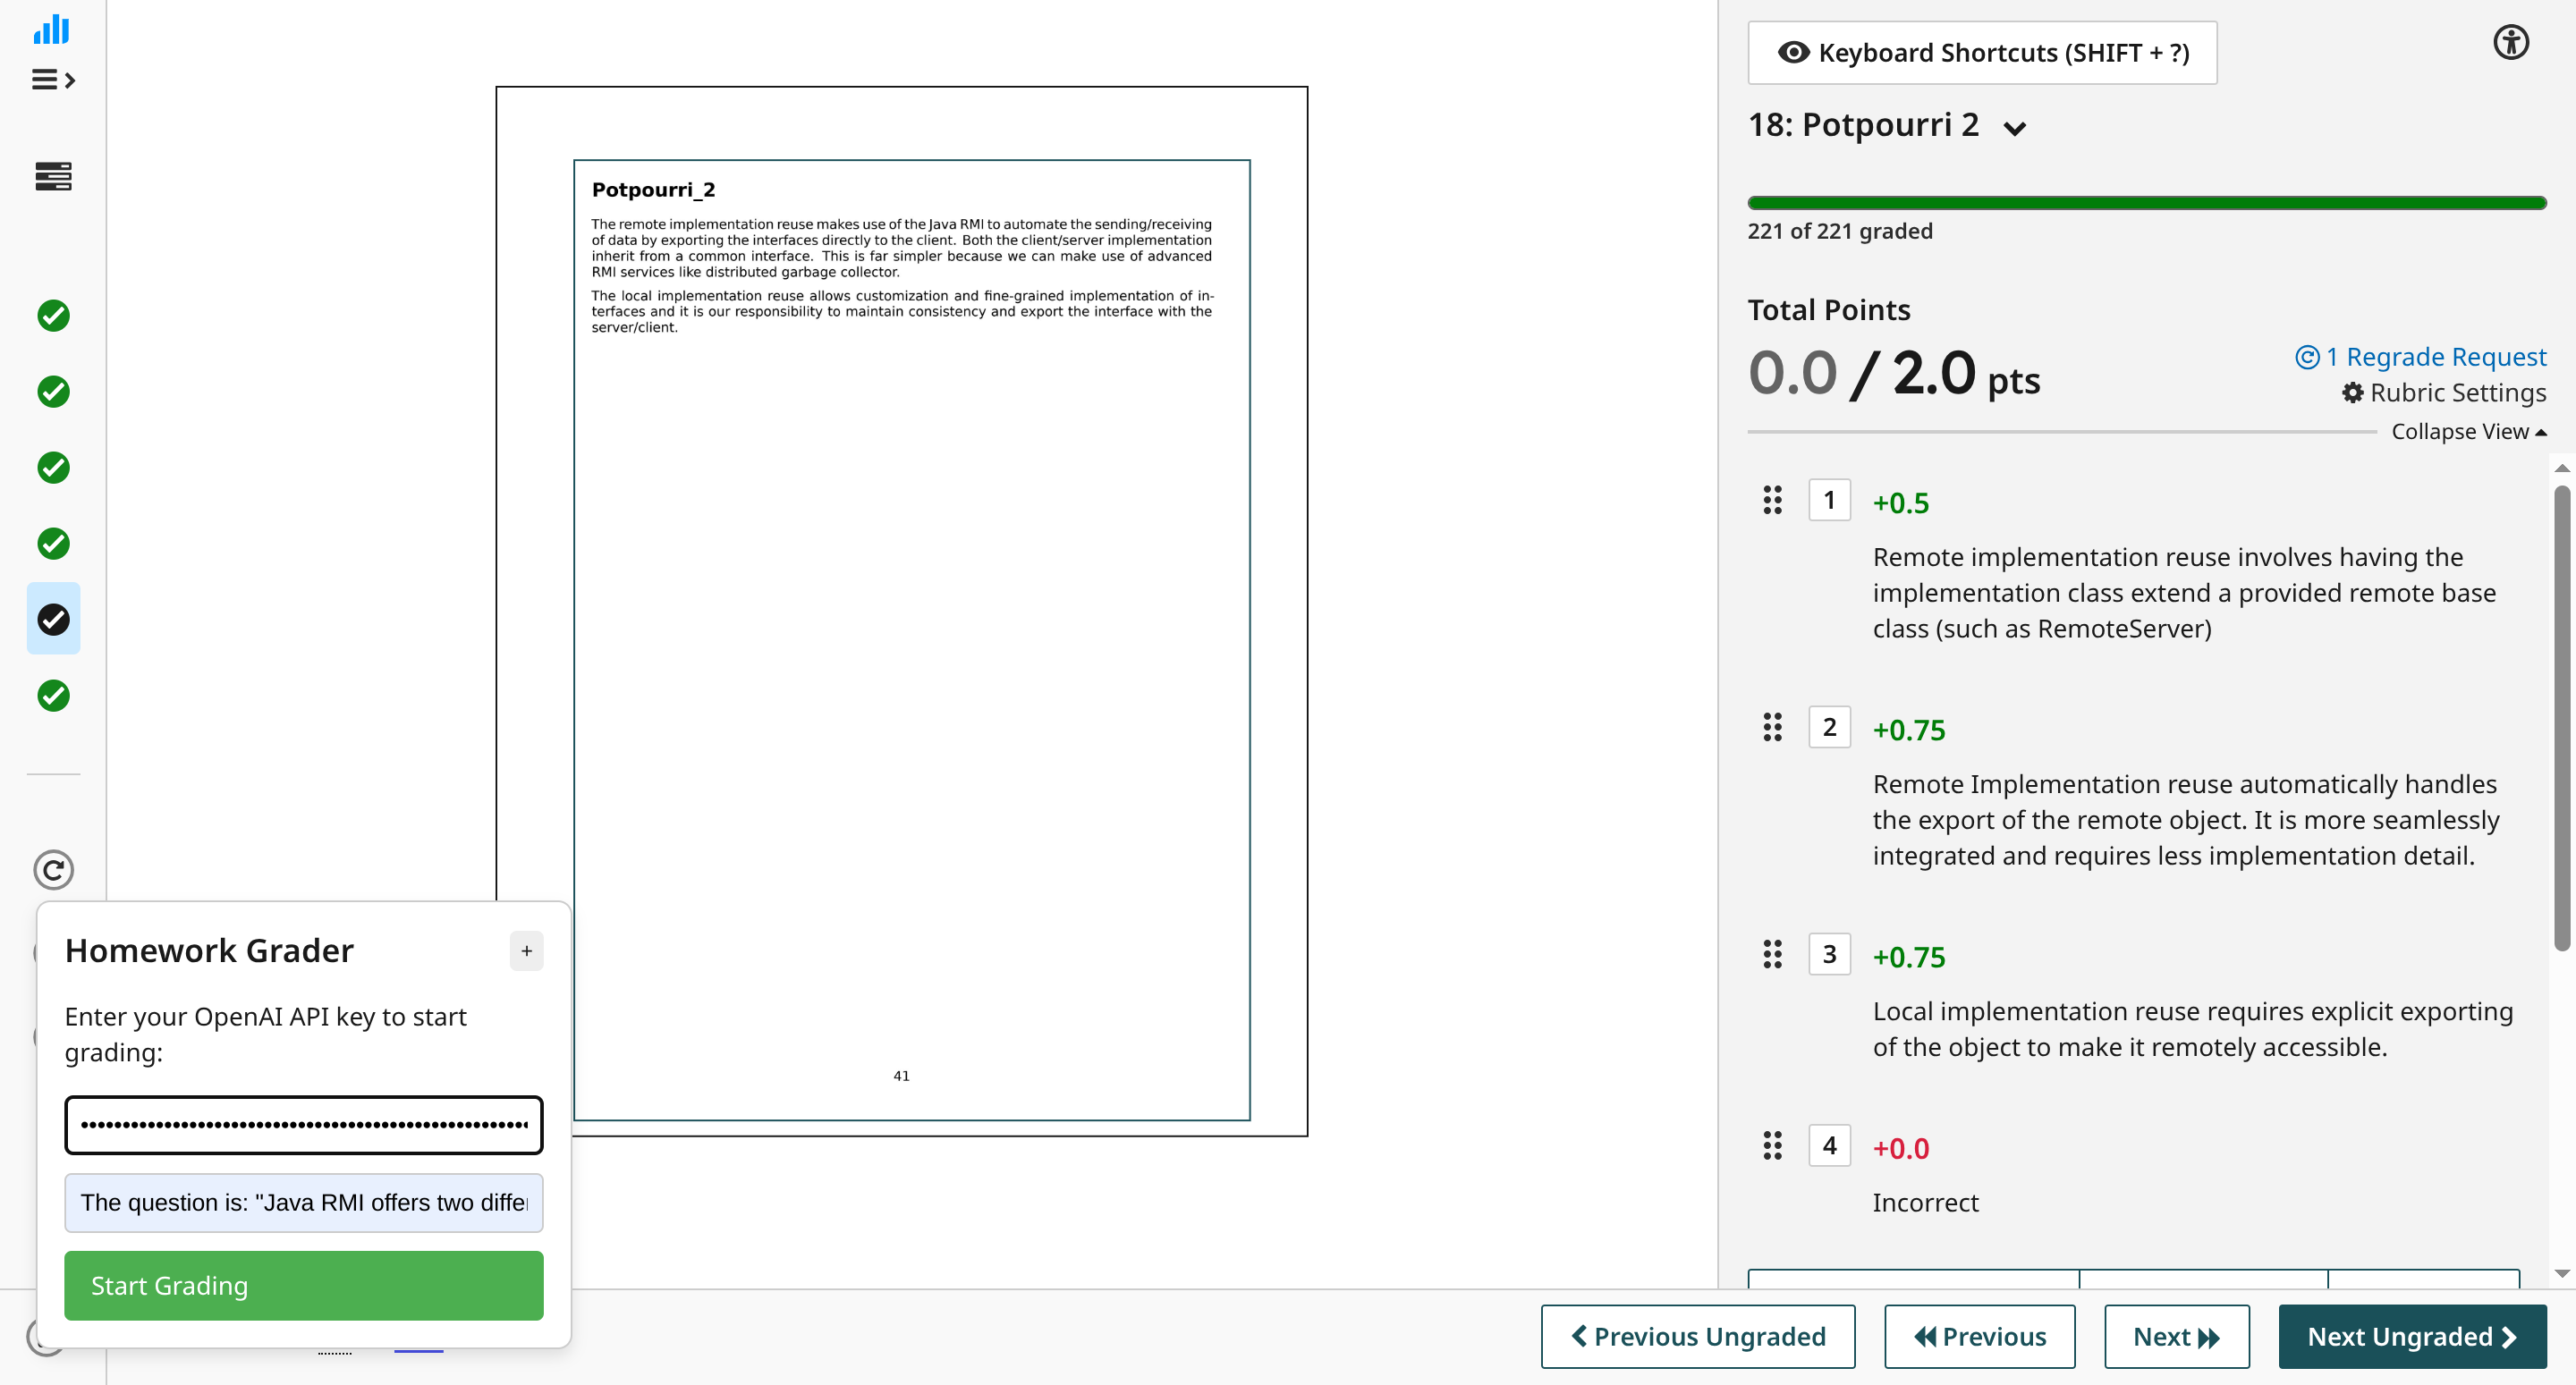 Potpourri_2
The remote implementation reuse makes use of the Java RMI to automate the sending/receiving
of data by exporting the interfaces directly to the client. Both the client/server implementation
inherit from a common interface. This is far simpler because we can make use of advanced
RMI services like distributed garbage collector.
The local implementation reuse allows customization and fine-grained implementation of in-
terfaces and it is our responsibility to maintain consistency and export the interface with the
server/client.
41
Homework Grader
+
Enter your OpenAI API key to start
grading:
The question is: "Java RMI offers two differ
Start Grading
Keyboard Shortcuts (SHIFT + ?)
18: Potpourri 2
221 of 221 graded
Total Points
0.0 / 2.0 pts
1 Regrade Request
Rubric Settings
Collapse View
1 +0.5
Remote implementation reuse involves having the
implementation class extend a provided remote base
class (such as RemoteServer)
2 +0.75
Remote Implementation reuse automatically handles
the export of the remote object. It is more seamlessly
integrated and requires less implementation detail.
3 +0.75
Local implementation reuse requires explicit exporting
of the object to make it remotely accessible.
4 +0.0
Incorrect
Previous Ungraded
Previous
Next
Next Ungraded